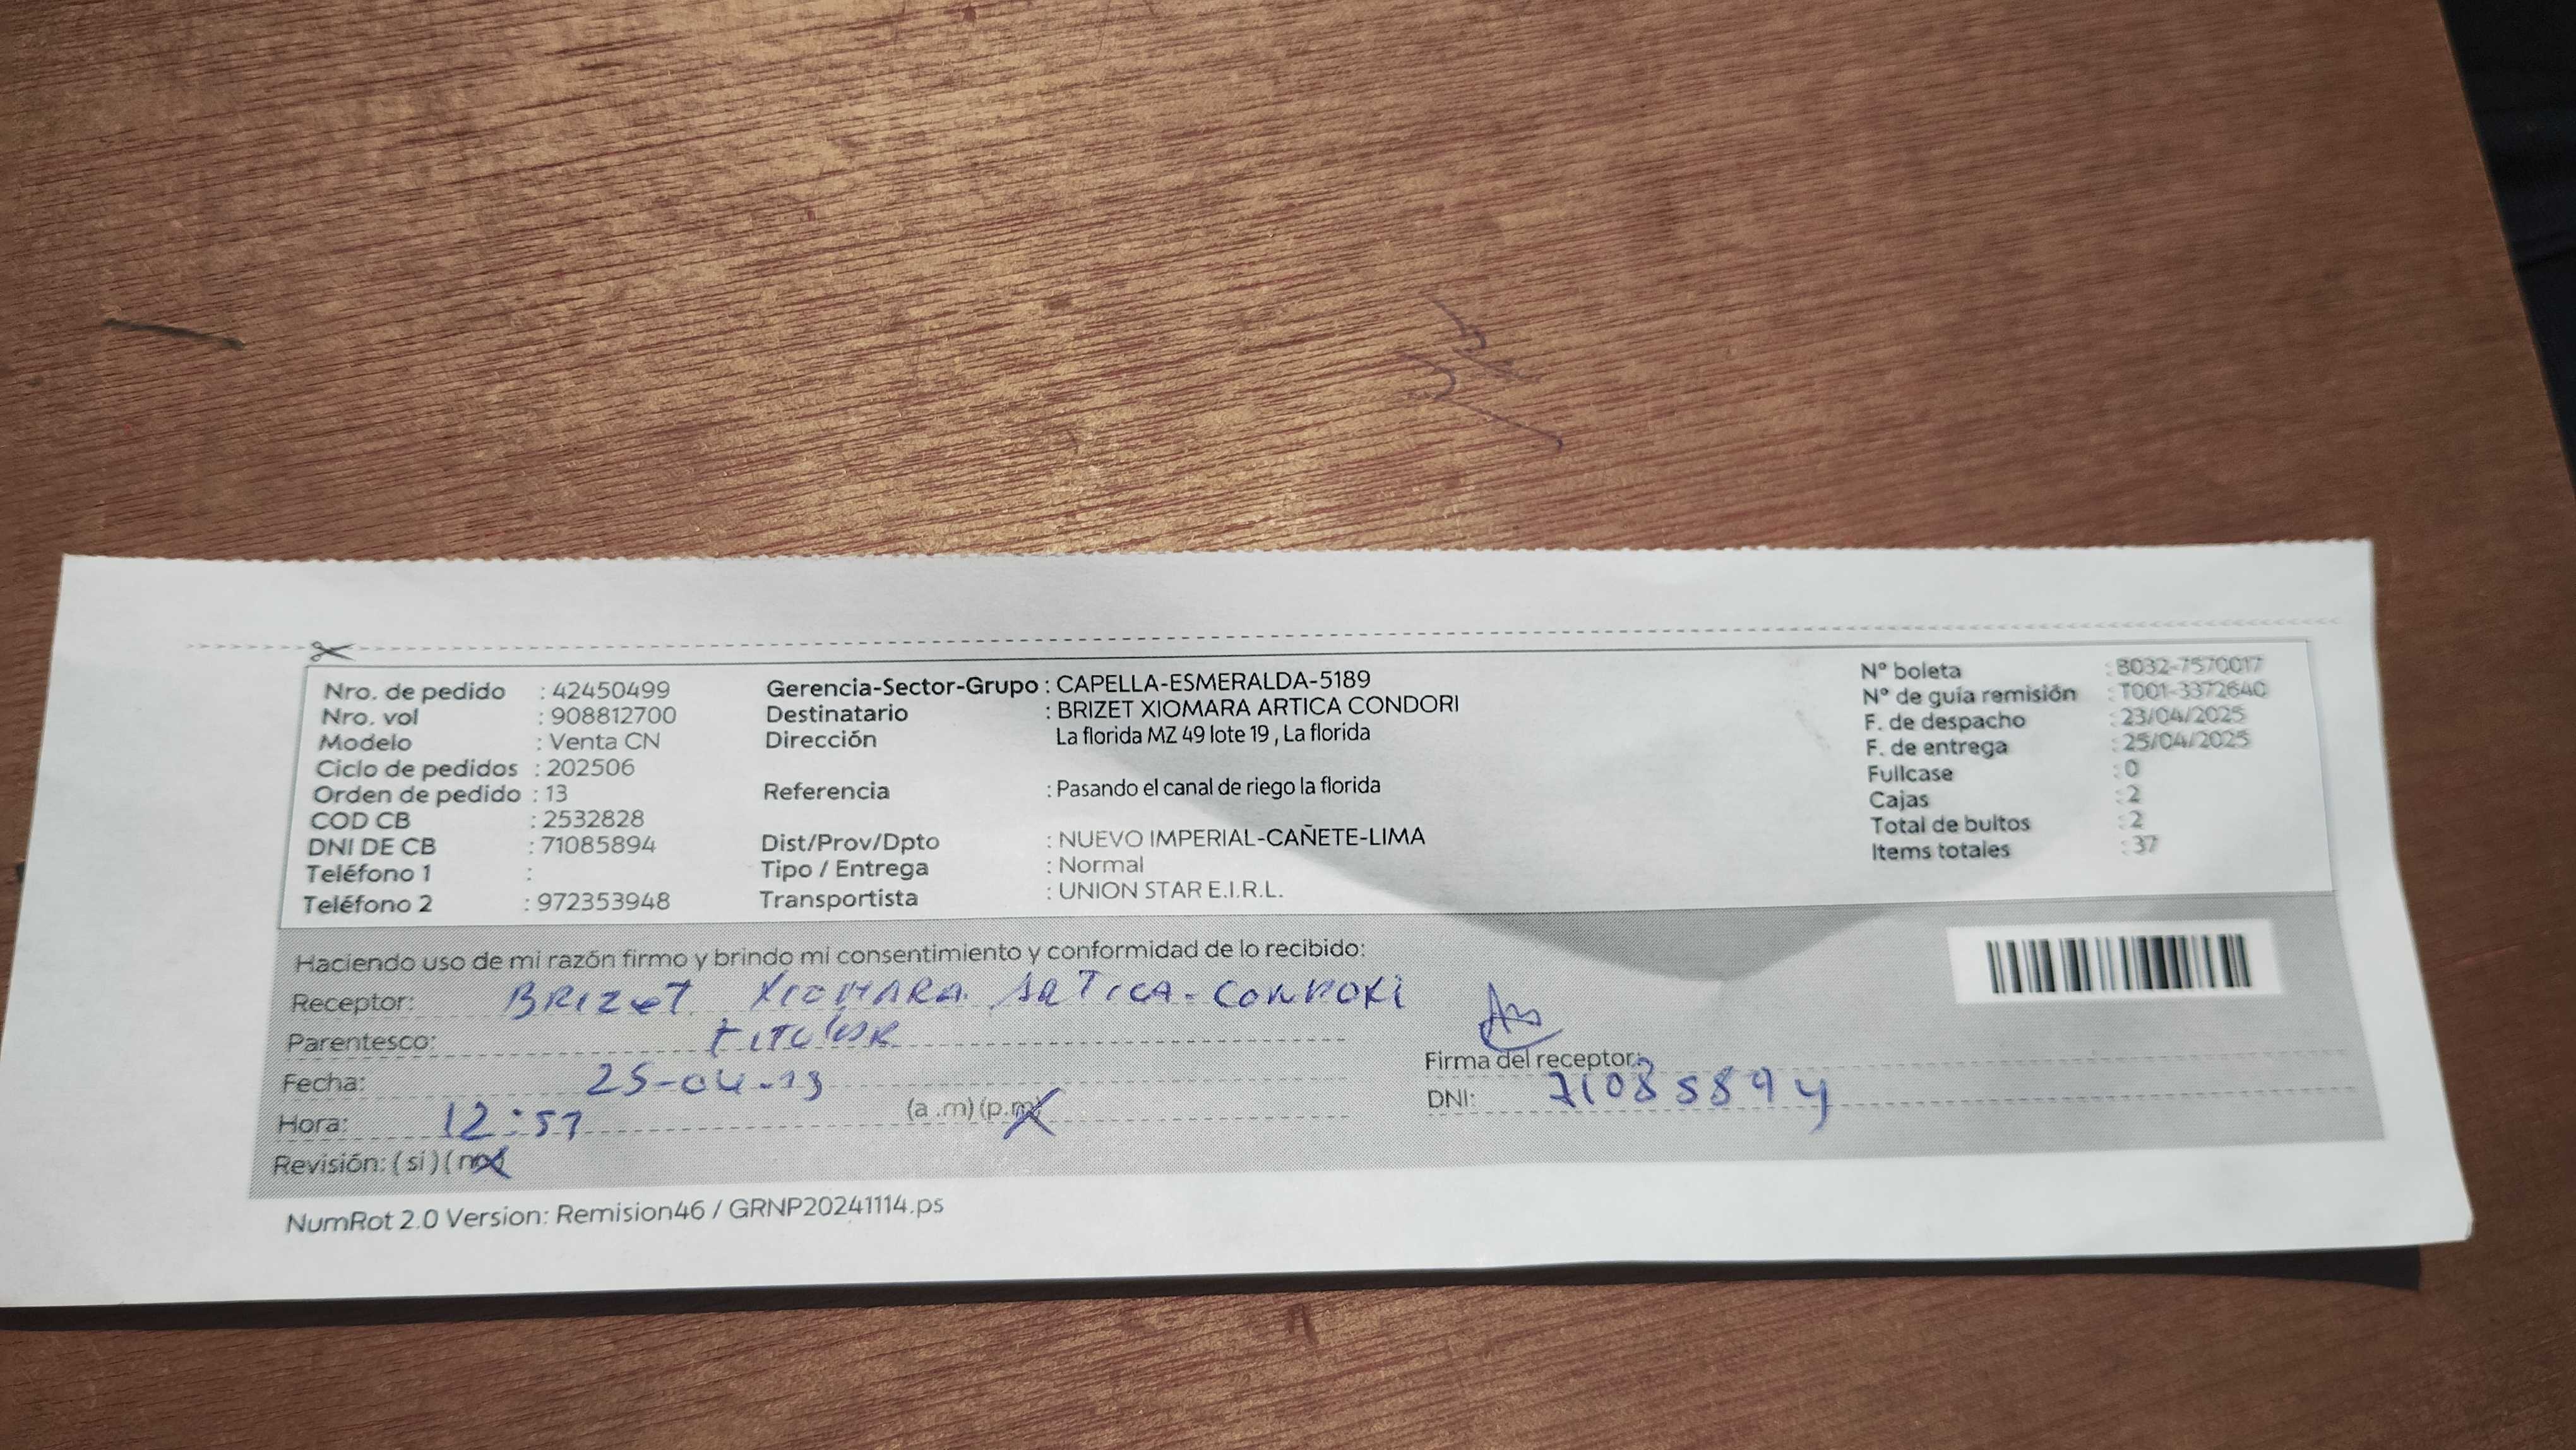 Nro. de pedido : 42450499
Nro. vol : 908812700
Modelo : Venta CN
Ciclo de pedidos : 202506
Orden de pedido : 13
COD CB : 2532828
DNI DE CB : 71085894
Teléfono 1 :
Teléfono 2 : 972353948
Gerencia-Sector-Grupo : CAPELLA-ESMERALDA-5189
Destinatario : BRIZET XIOMARA ARTICA CONDORI
Dirección La florida MZ 49 lote 19 , La florida
Referencia : Pasando el canal de riego la florida
Dist/Prov/Dpto : NUEVO IMPERIAL-CAÑETE-LIMA
Tipo / Entrega : Normal
Transportista : UNION STAR E.I.R.L.
N° boleta : B032-7570017
N° de guía remisión : T001-3372640
F. de despacho : 23/04/2025
F. de entrega : 25/04/2025
Fullcase : 0
Cajas : 2
Total de bultos : 2
Items totales : 37
Haciendo uso de mi razón firmo y brindo mi consentimiento y conformidad de lo recibido:
Receptor: BRIZET XIOMARA ARTICA - CONDORI
Parentesco: TITULAR
Fecha: 25-04-
Hora: 12:57 (a .m) (p.m)
Revisión: ( si ) ( no )
Firma del receptor:
DNI: 71085894
NumRot 2.0 Version: Remision46 / GRNP20241114.ps